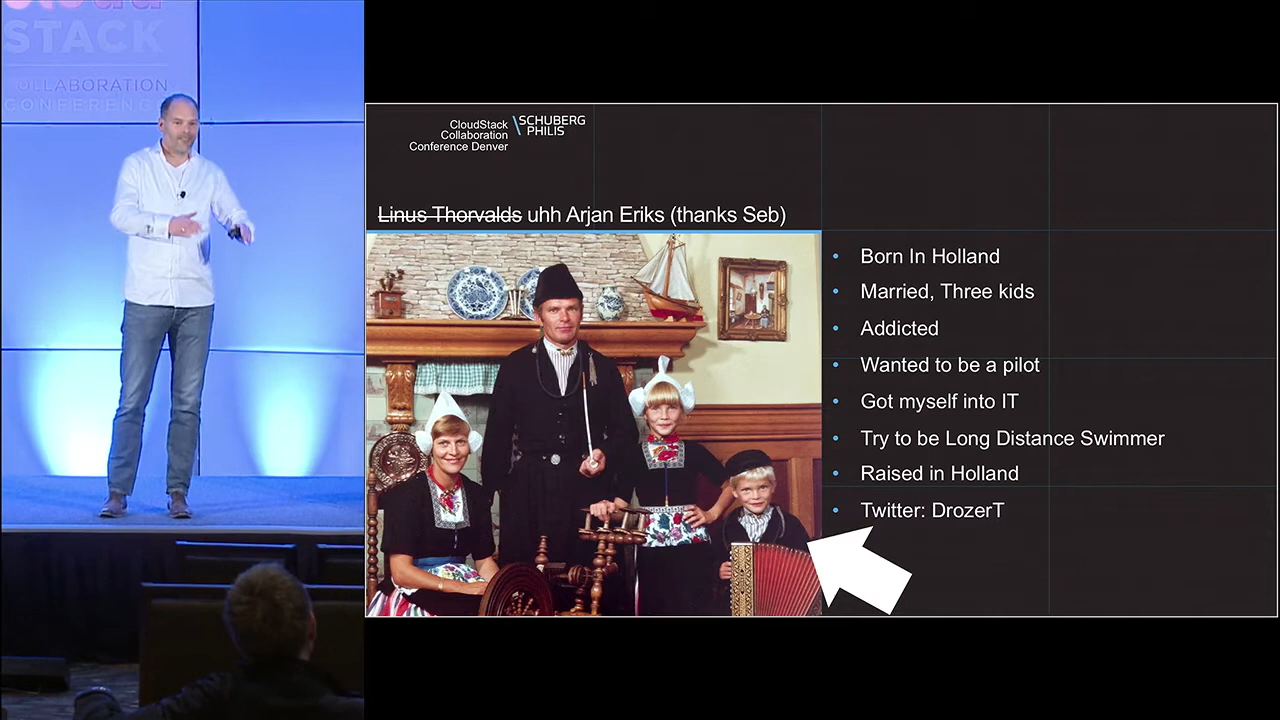 STACK
COLLABORATION
CONFERENCE
CloudStack
Collaboration
Conference Denver
SCHUBERG
PHILIS
Linus Thorvalds uhh Arjan Eriks (thanks Seb)
• Born In Holland
• Married, Three kids
• Addicted
• Wanted to be a pilot
• Got myself into IT
• Try to be Long Distance Swimmer
• Raised in Holland
• Twitter: DrozerT